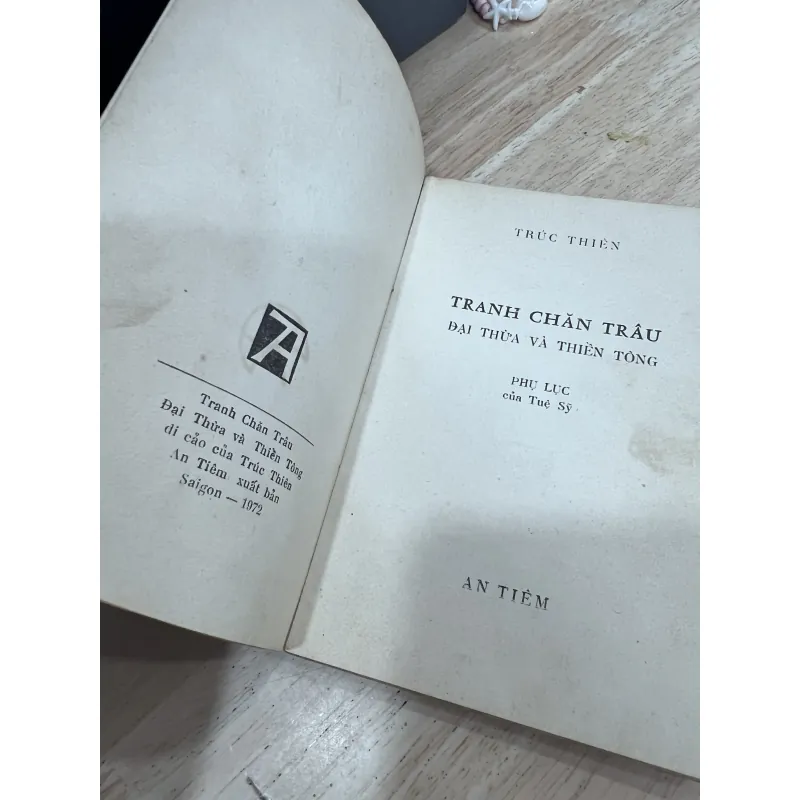 TA
Tranh Chăn Trâu
Đại Thừa và Thiền Tông
di cảo của Trúc Thiên
An Tiêm xuất bản
Saigon — 1972
TRÚC THIÊN
TRANH CHĂN TRÂU
ĐẠI THỪA VÀ THIỀN TÔNG
PHỤ LỤC
của Tuệ Sỹ
AN TIÊM